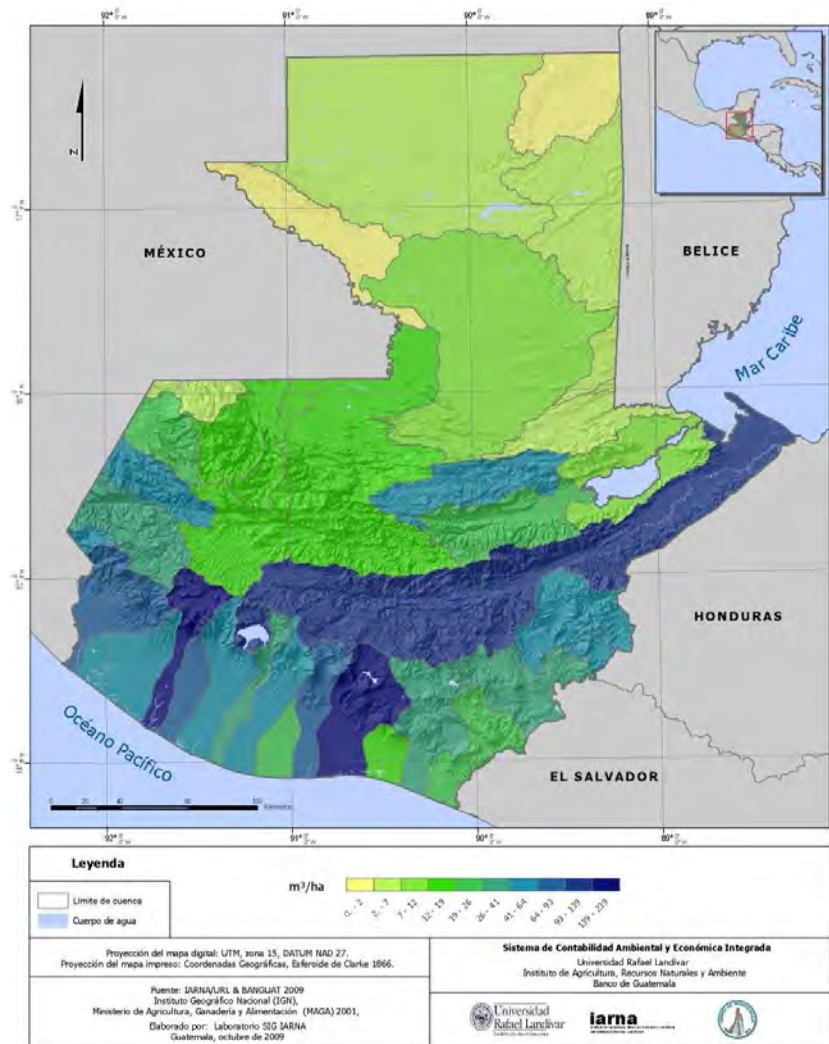 92°
91°
90°
89°
MÉXICO
BELICE
Mar Caribe
HONDURAS
Océano Pacífico
EL SALVADOR
92°
91°
90°
89°
Leyenda
Límite de cuenca
Cuerpo de agua
m³/ha
0 - 2
2 - 7
7 - 12
12 - 19
19 - 26
26 - 41
41 - 64
64 - 93
93 - 139
139 - 219
Proyección del mapa digital: UTM, zona 15, DATUM NAD 27.
Proyección del mapa impreso: Coordenadas Geográficas, Esferoide de Clarke 1866.
Fuente: IARNA/URL & BANGUAT 2009
Instituto Geográfico Nacional (IGN),
Ministerio de Agricultura, Ganadería y Alimentación (MAGA) 2001,
Elaborado por: Laboratorio SIG IARNA
Guatemala, octubre de 2009
Sistema de Contabilidad Ambiental y Económica Integrada
Universidad Rafael Landívar
Instituto de Agricultura, Recursos Naturales y Ambiente
Banco de Guatemala
Universidad
Rafael Landívar
iarna